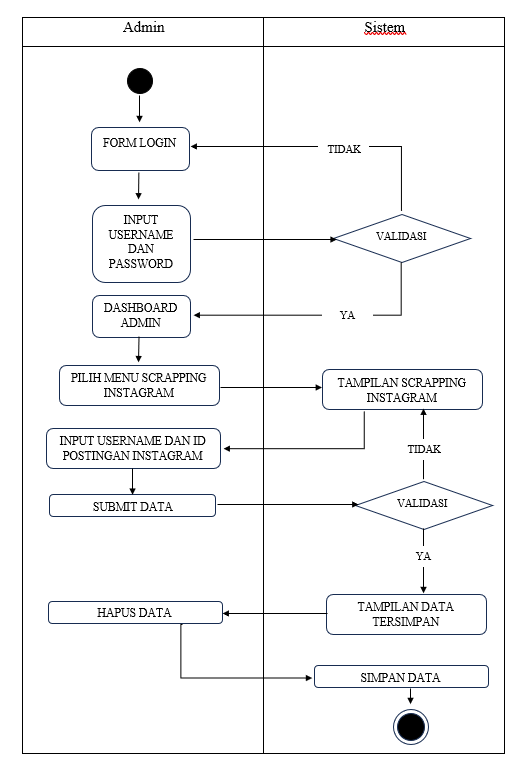 Admin
Sistem
FORM LOGIN
TIDAK
INPUT
USERNAME
DAN
PASSWORD
VALIDASI
DASHBOARD
ADMIN
YA
PILIH MENU SCRAPPING
INSTAGRAM
TAMPILAN SCRAPPING
INSTAGRAM
INPUT USERNAME DAN ID
POSTINGAN INSTAGRAM
TIDAK
SUBMIT DATA
VALIDASI
YA
HAPUS DATA
TAMPILAN DATA
TERSIMPAN
SIMPAN DATA